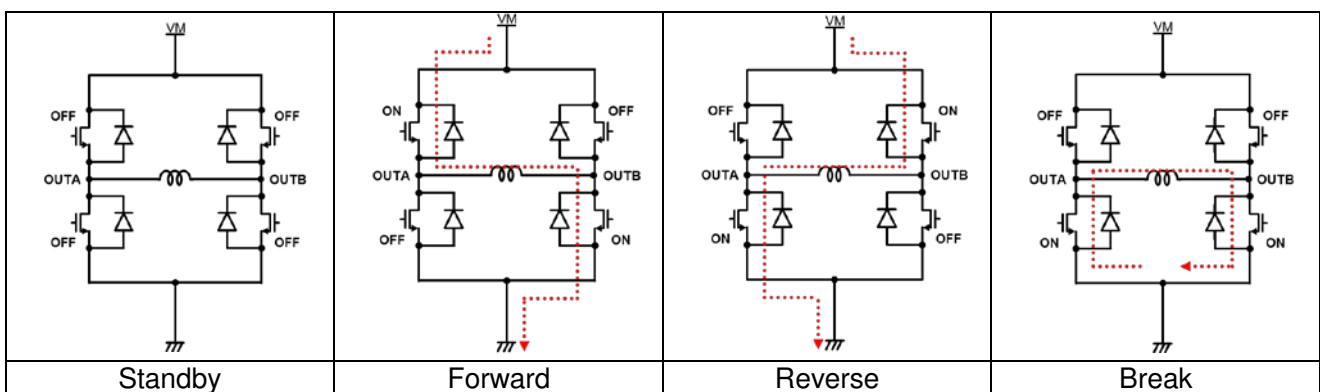 VM
OFF
OFF
OUTA
OUTB
OFF
OFF
Standby
VM
ON
OFF
OUTA
OUTB
OFF
ON
Forward
VM
OFF
ON
OUTA
OUTB
ON
OFF
Reverse
VM
OFF
OFF
OUTA
OUTB
ON
ON
Break